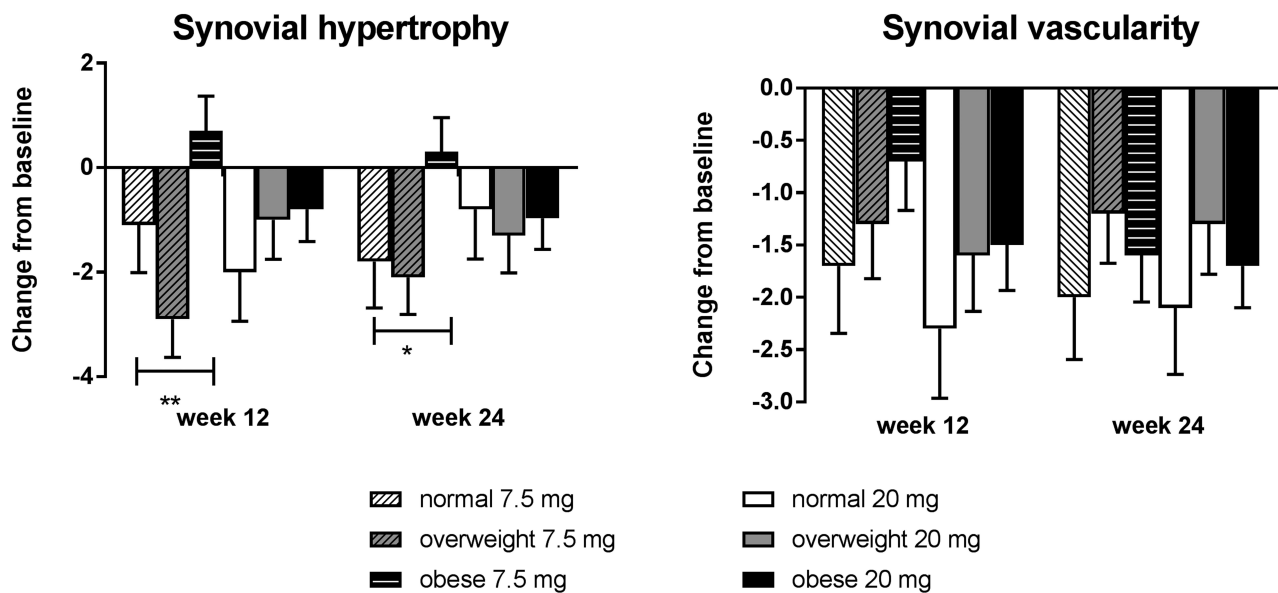 Synovial hypertrophy
Change from baseline
2
0
-2
-4
**
*
week 12
week 24
Synovial vascularity
Change from baseline
0.0
-0.5
-1.0
-1.5
-2.0
-2.5
-3.0
week 12
week 24
normal 7.5 mg
overweight 7.5 mg
obese 7.5 mg
normal 20 mg
overweight 20 mg
obese 20 mg